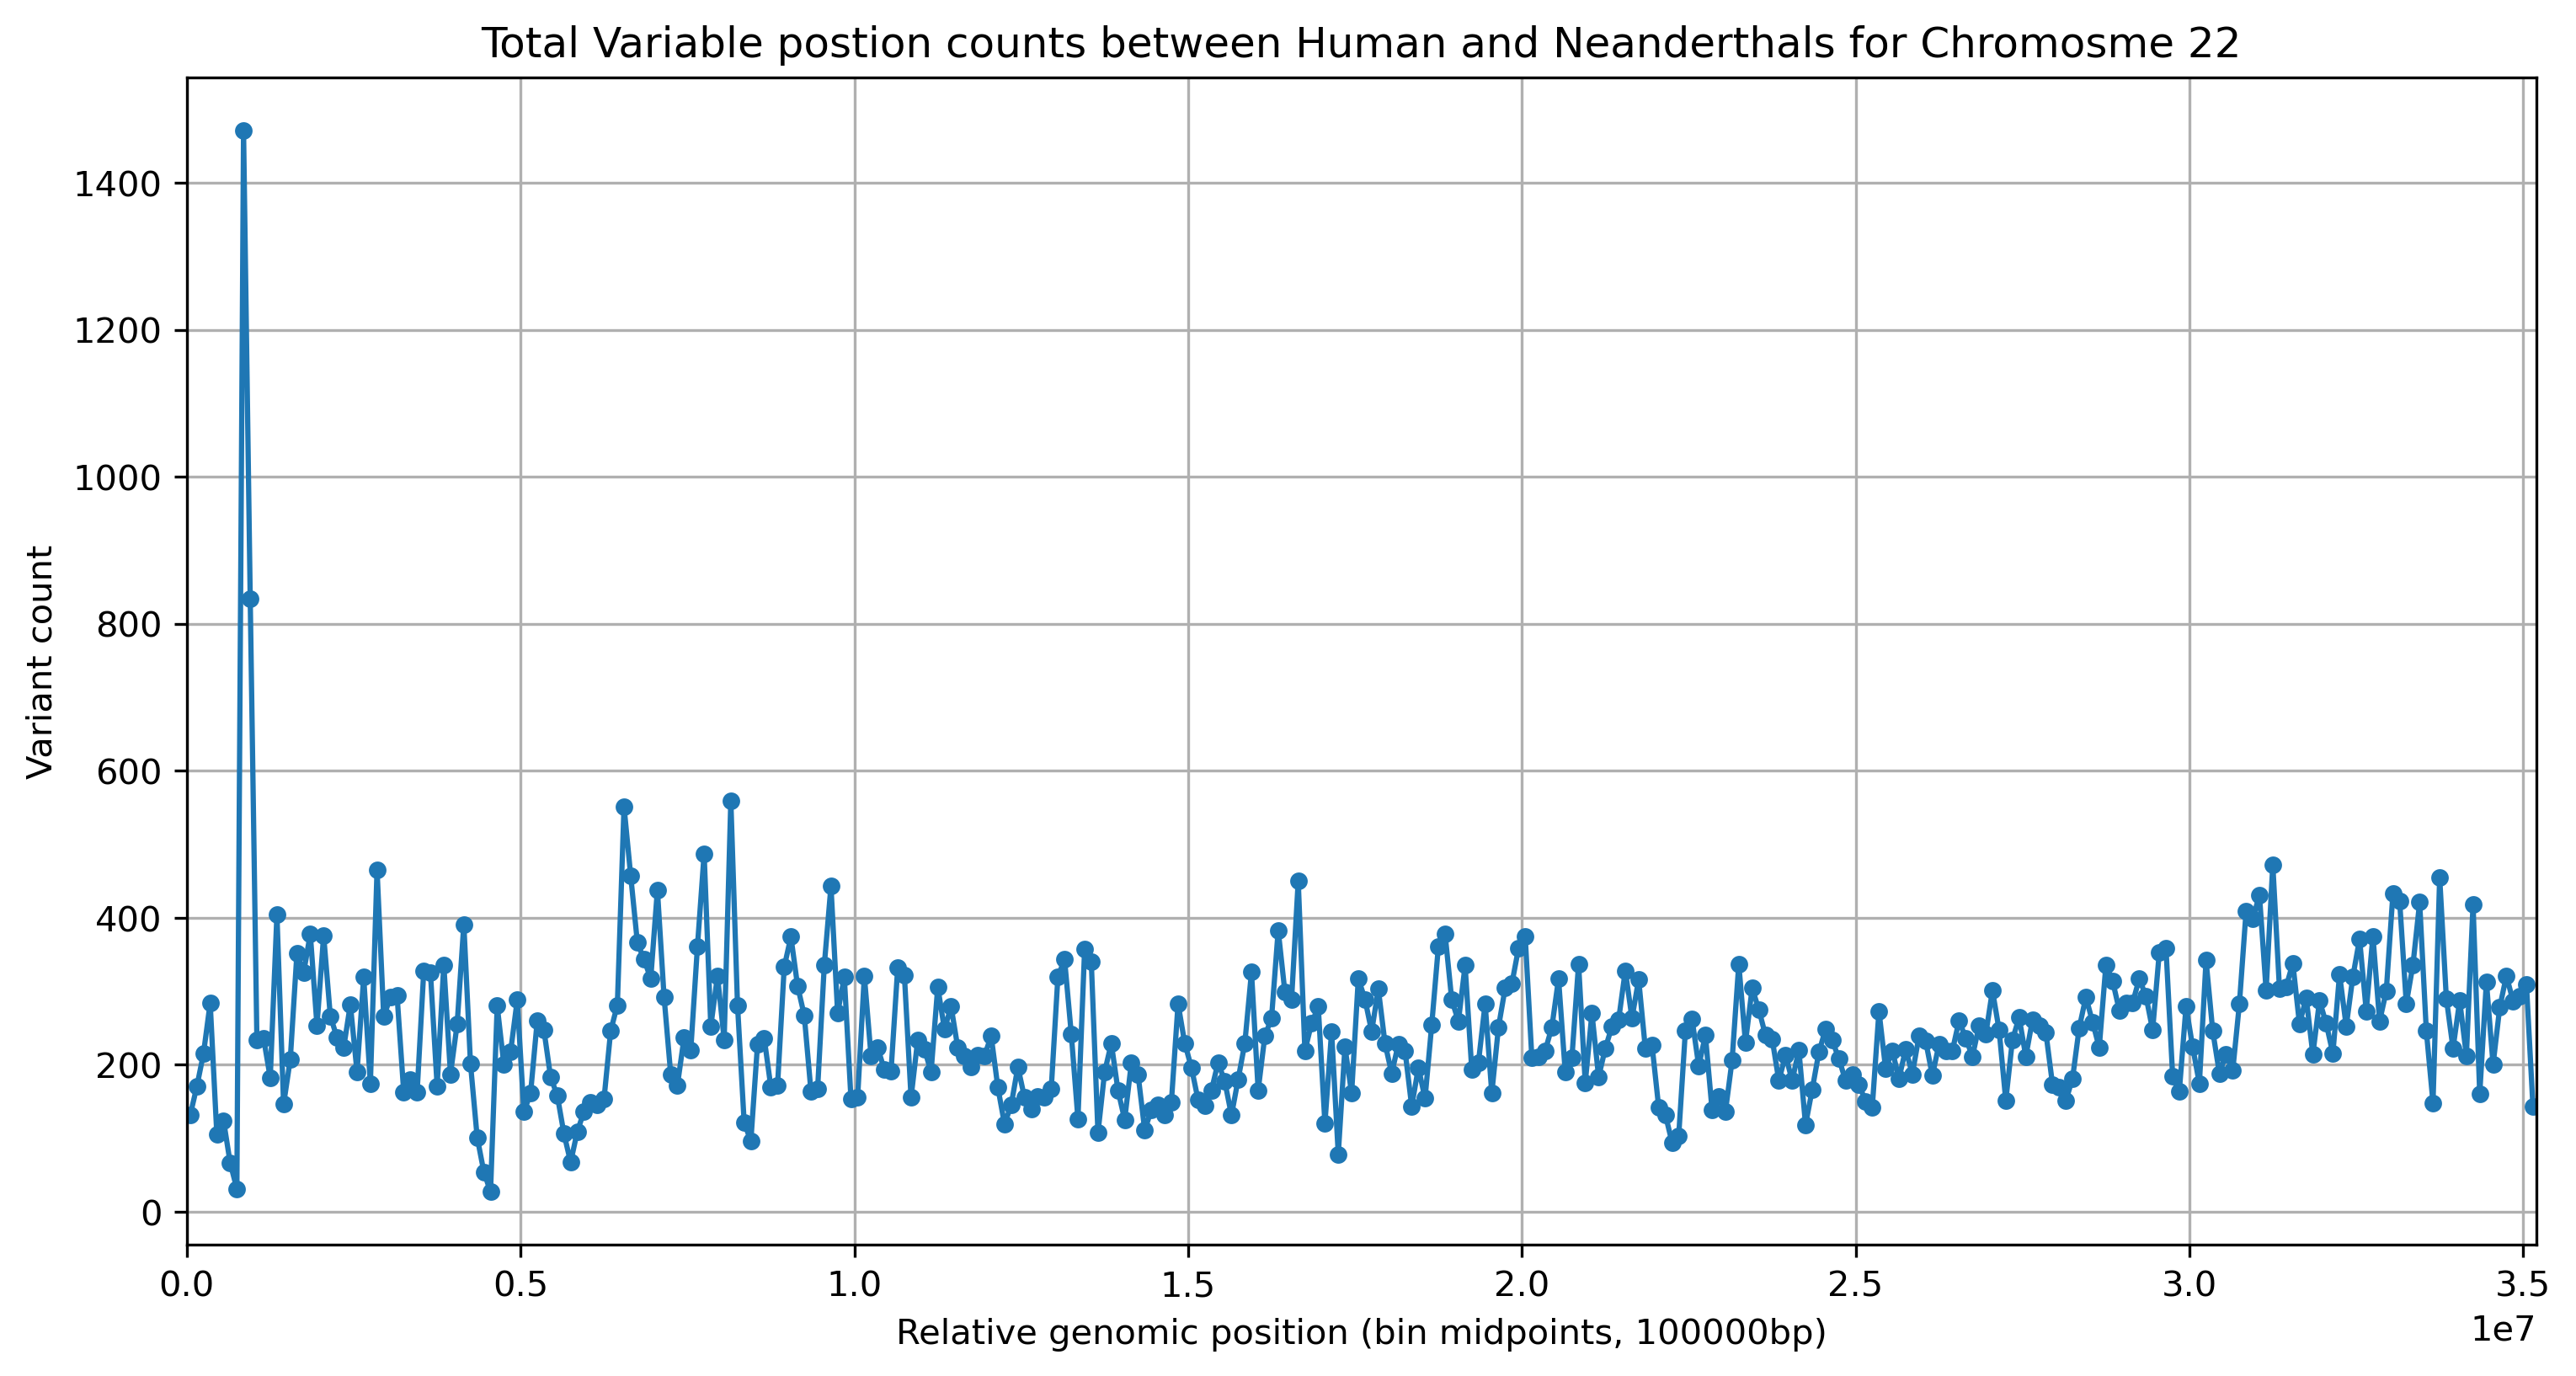 Total Variable postion counts between Human and Neanderthals for Chromosme 22
Variant count
1400
1200
1000
800
600
400
200
0
0.0 0.5 1.0 1.5 2.0 2.5 3.0 3.5
1e7
Relative genomic position (bin midpoints, 100000bp)